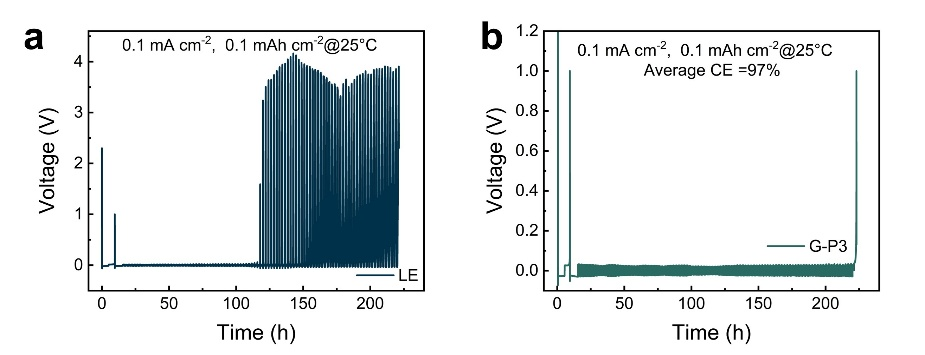 a
0.1 mA cm-2, 0.1 mAh cm-2@25°C
Voltage (V)
4
3
2
1
0
LE
0 50 100 150 200
Time (h)
b
0.1 mA cm-2, 0.1 mAh cm-2@25°C
Average CE =97%
Voltage (V)
1.2
1.0
0.8
0.6
0.4
0.2
0.0
G-P3
0 50 100 150 200
Time (h)